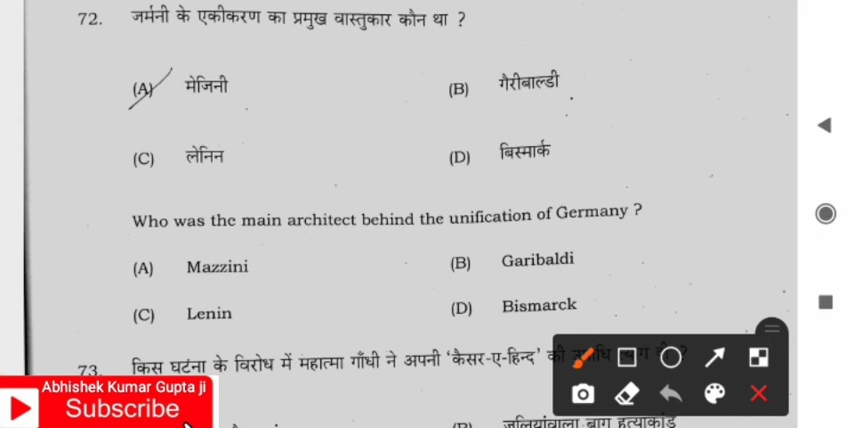 72. जर्मनी के एकीकरण का प्रमुख वास्तुकार कौन था ?
(A) मेजिनी (B) गैरीबाल्डी
(C) लेनिन (D) बिस्मार्क
Who was the main architect behind the unification of Germany ?
(A) Mazzini (B) Garibaldi
(C) Lenin (D) Bismarck
73. किस घटना के विरोध में महात्मा गाँधी ने अपनी ‘कैसर-ए-हिन्द’ की
Abhishek Kumar Gupta ji
Subscribe
जलियांवाला बाग हत्याकांड